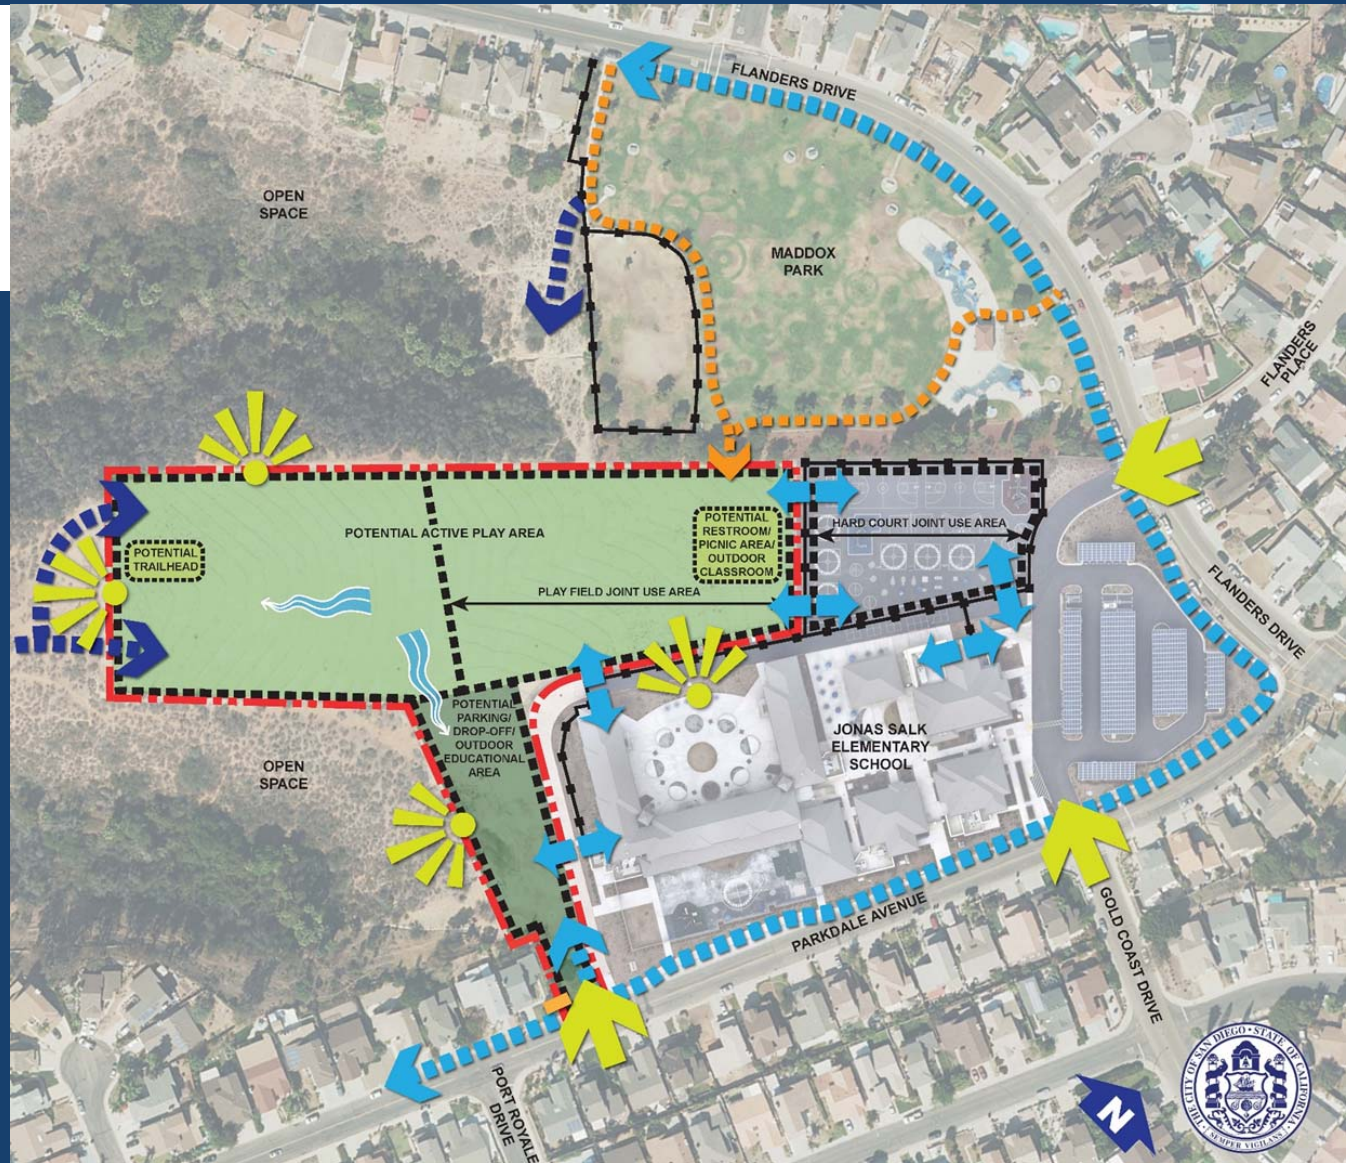 FLANDERS DRIVE
OPEN
SPACE
MADDOX
PARK
FLANDERS
PLACE
POTENTIAL ACTIVE PLAY AREA
POTENTIAL
RESTROOM/
PICNIC AREA/
OUTDOOR
CLASSROOM
HARD COURT JOINT USE AREA
POTENTIAL
TRAILHEAD
PLAY FIELD JOINT USE AREA
FLANDERS DRIVE
POTENTIAL
PARKING/
DROP-OFF/
OUTDOOR
EDUCATIONAL
AREA
JONAS SALK
ELEMENTARY
SCHOOL
OPEN
SPACE
PARKDALE AVENUE
GOLD COAST DRIVE
PORT ROYALE
DRIVE
N
THE CITY OF SAN DIEGO • STATE OF CALIFORNIA
SEMPER VIGILANS